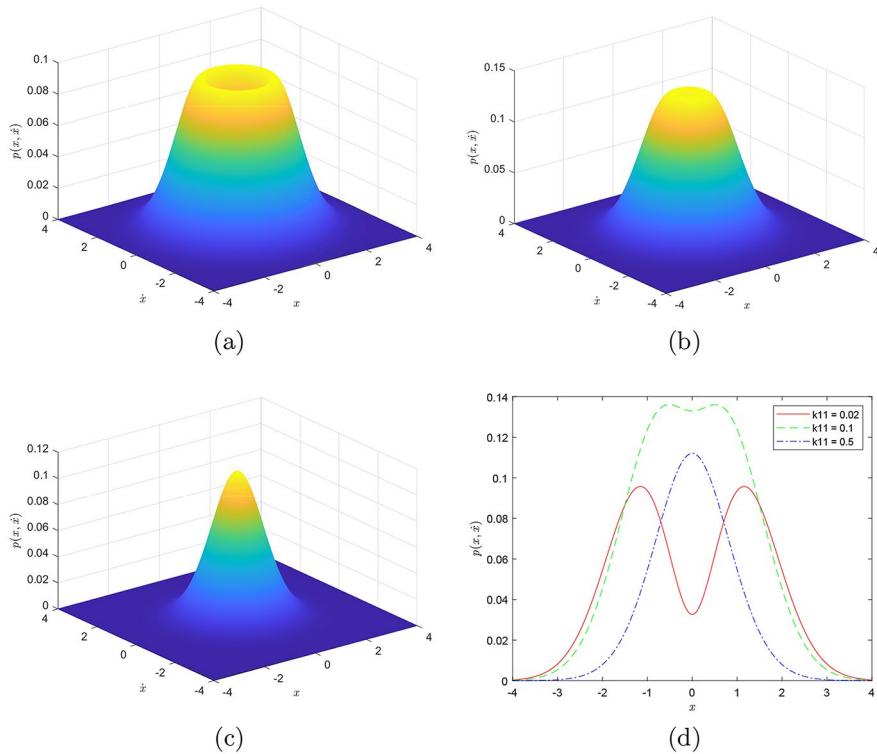 0.1
0.08
0.06
0.04
0.02
0
p(x, ẋ)
4
2
0
-2
-4
ẋ
-4
-2
0
2
4
x
(a)
0.15
0.1
0.05
0
p(x, ẋ)
4
2
0
-2
-4
ẋ
-4
-2
0
2
4
x
(b)
0.12
0.1
0.08
0.06
0.04
0.02
0
p(x, ẋ)
4
2
0
-2
-4
ẋ
-4
-2
0
2
4
x
(c)
0.14
0.12
0.1
0.08
0.06
0.04
0.02
0
p(x, ẋ)
k11 = 0.02
k11 = 0.1
k11 = 0.5
-4 -3 -2 -1 0 1 2 3 4
x
(d)